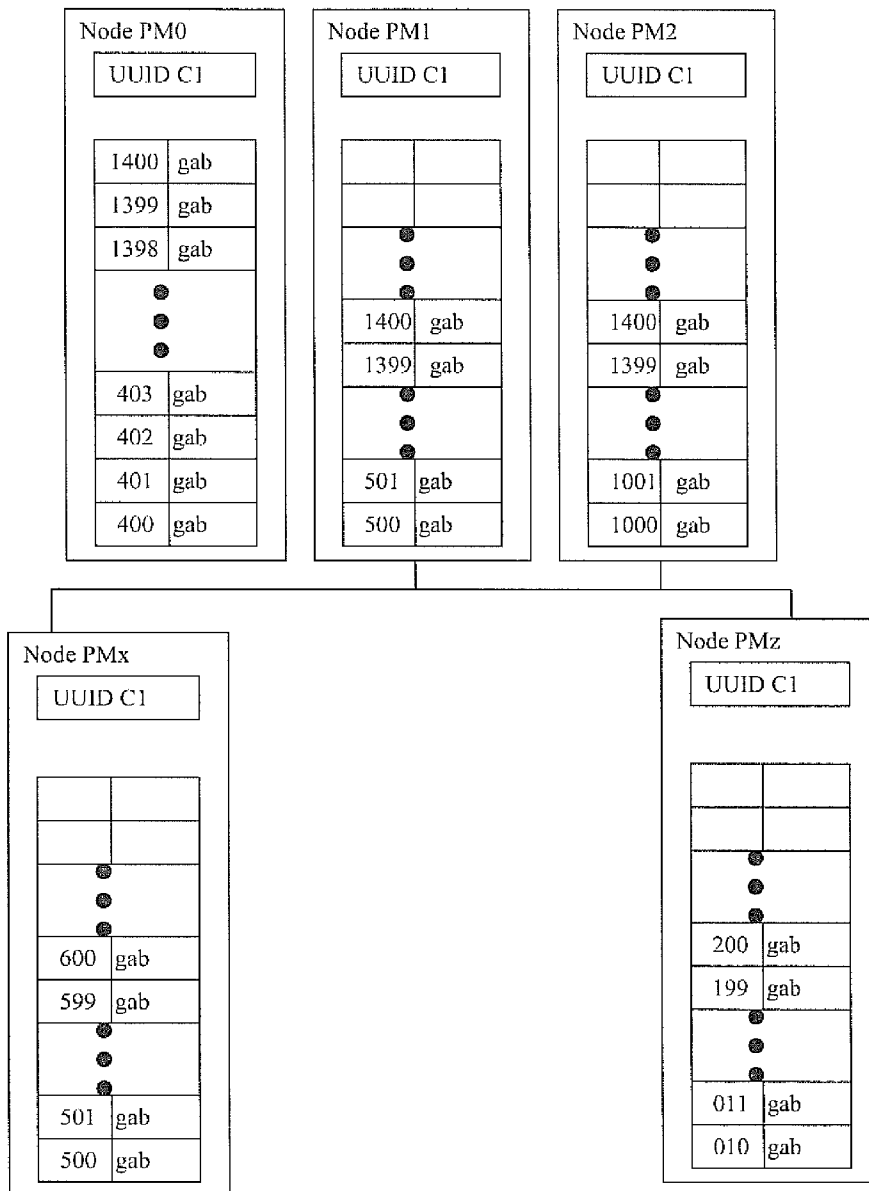 Node PM0
UUID C1
1400 gab
1399 gab
1398 gab
403 gab
402 gab
401 gab
400 gab
Node PM1
UUID C1
1400 gab
1399 gab
501 gab
500 gab
Node PM2
UUID C1
1400 gab
1399 gab
1001 gab
1000 gab
Node PMx
UUID C1
600 gab
599 gab
501 gab
500 gab
Node PMz
UUID C1
200 gab
199 gab
011 gab
010 gab